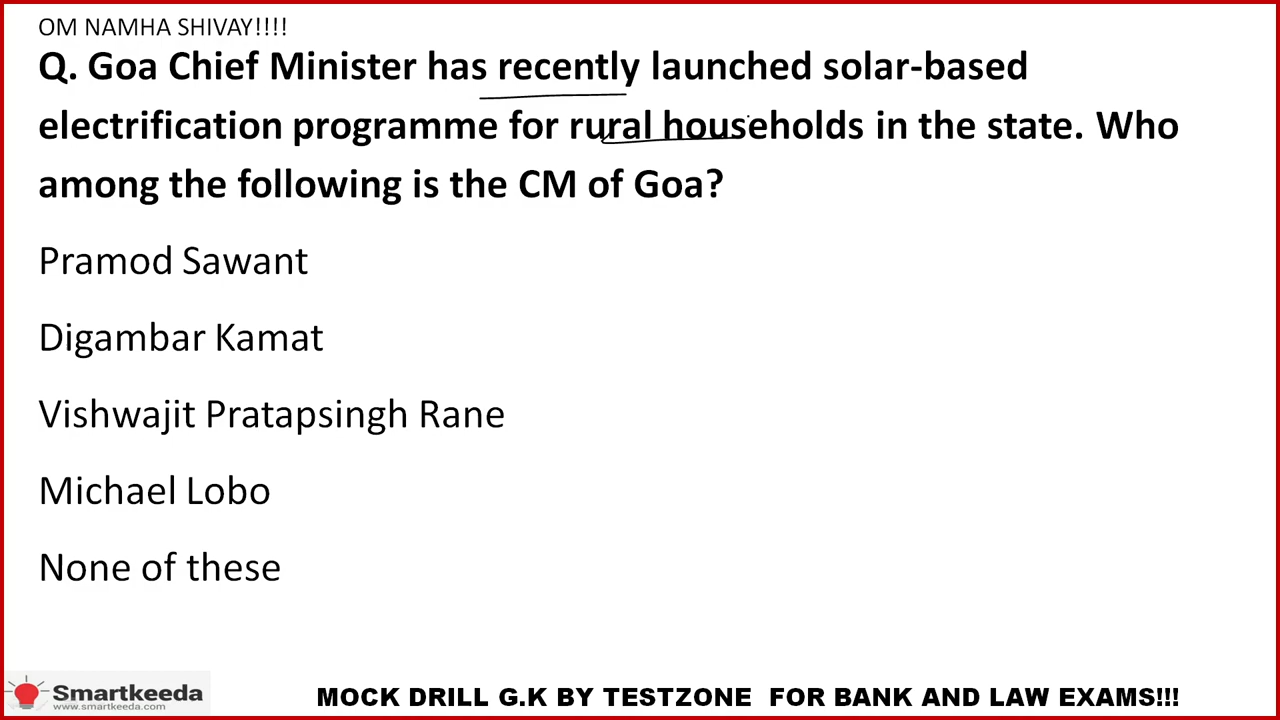 OM NAMHA SHIVAY!!!!
Q. Goa Chief Minister has recently launched solar-based
electrification programme for rural households in the state. Who
among the following is the CM of Goa?
Pramod Sawant
Digambar Kamat
Vishwajit Pratapsingh Rane
Michael Lobo
None of these
Smartkeeda
www.smartkeeda.com
MOCK DRILL G.K BY TESTZONE FOR BANK AND LAW EXAMS!!!